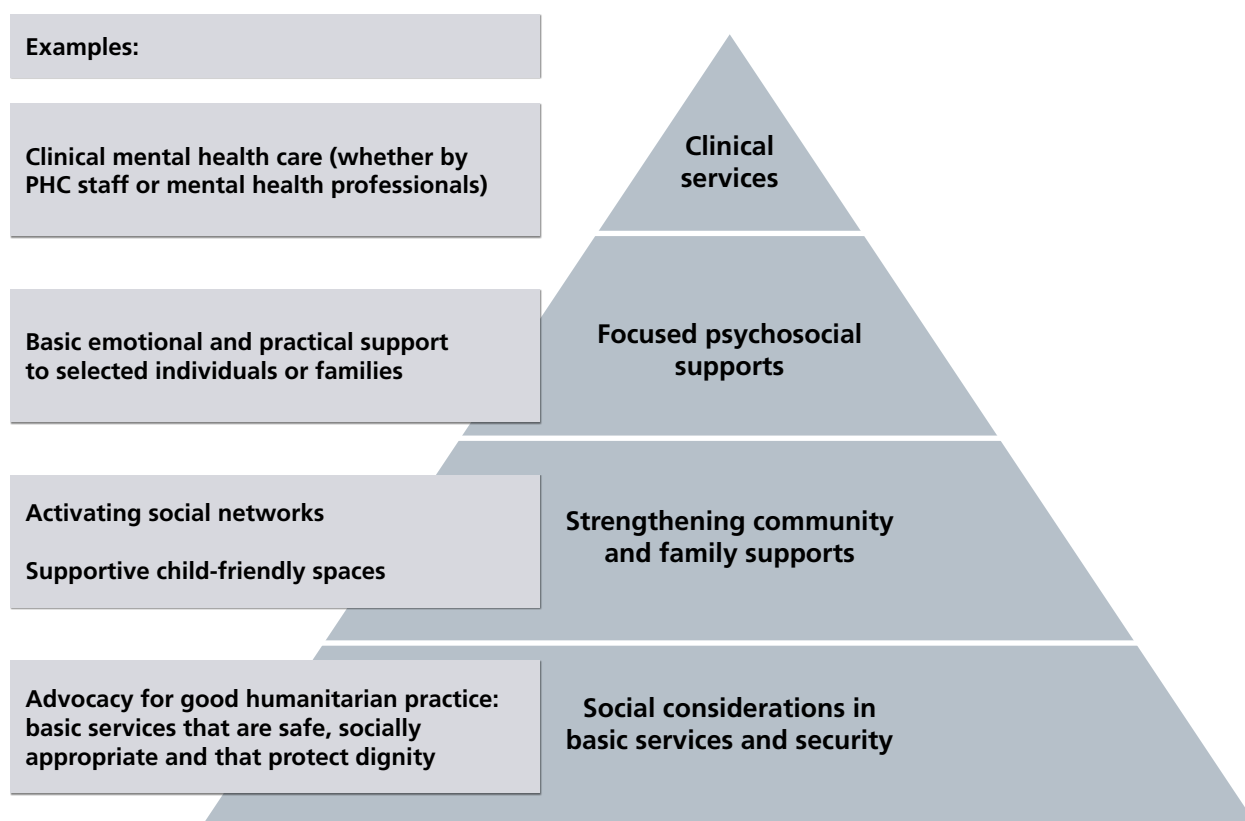 Examples:
Clinical mental health care (whether by
PHC staff or mental health professionals)
Clinical
services
Basic emotional and practical support
to selected individuals or families
Focused psychosocial
supports
Activating social networks
Supportive child-friendly spaces
Strengthening community
and family supports
Advocacy for good humanitarian practice:
basic services that are safe, socially
appropriate and that protect dignity
Social considerations in
basic services and security